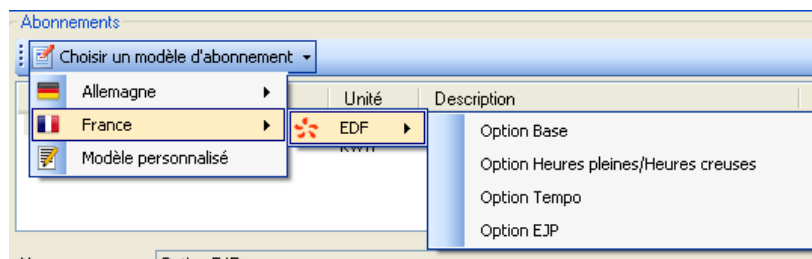 Abonnements
Choisir un modèle d'abonnement
Allemagne
Unité
Description
France
EDF
Option Base
Modèle personnalisé
Option Heures pleines/Heures creuses
Option Tempo
Option EJP